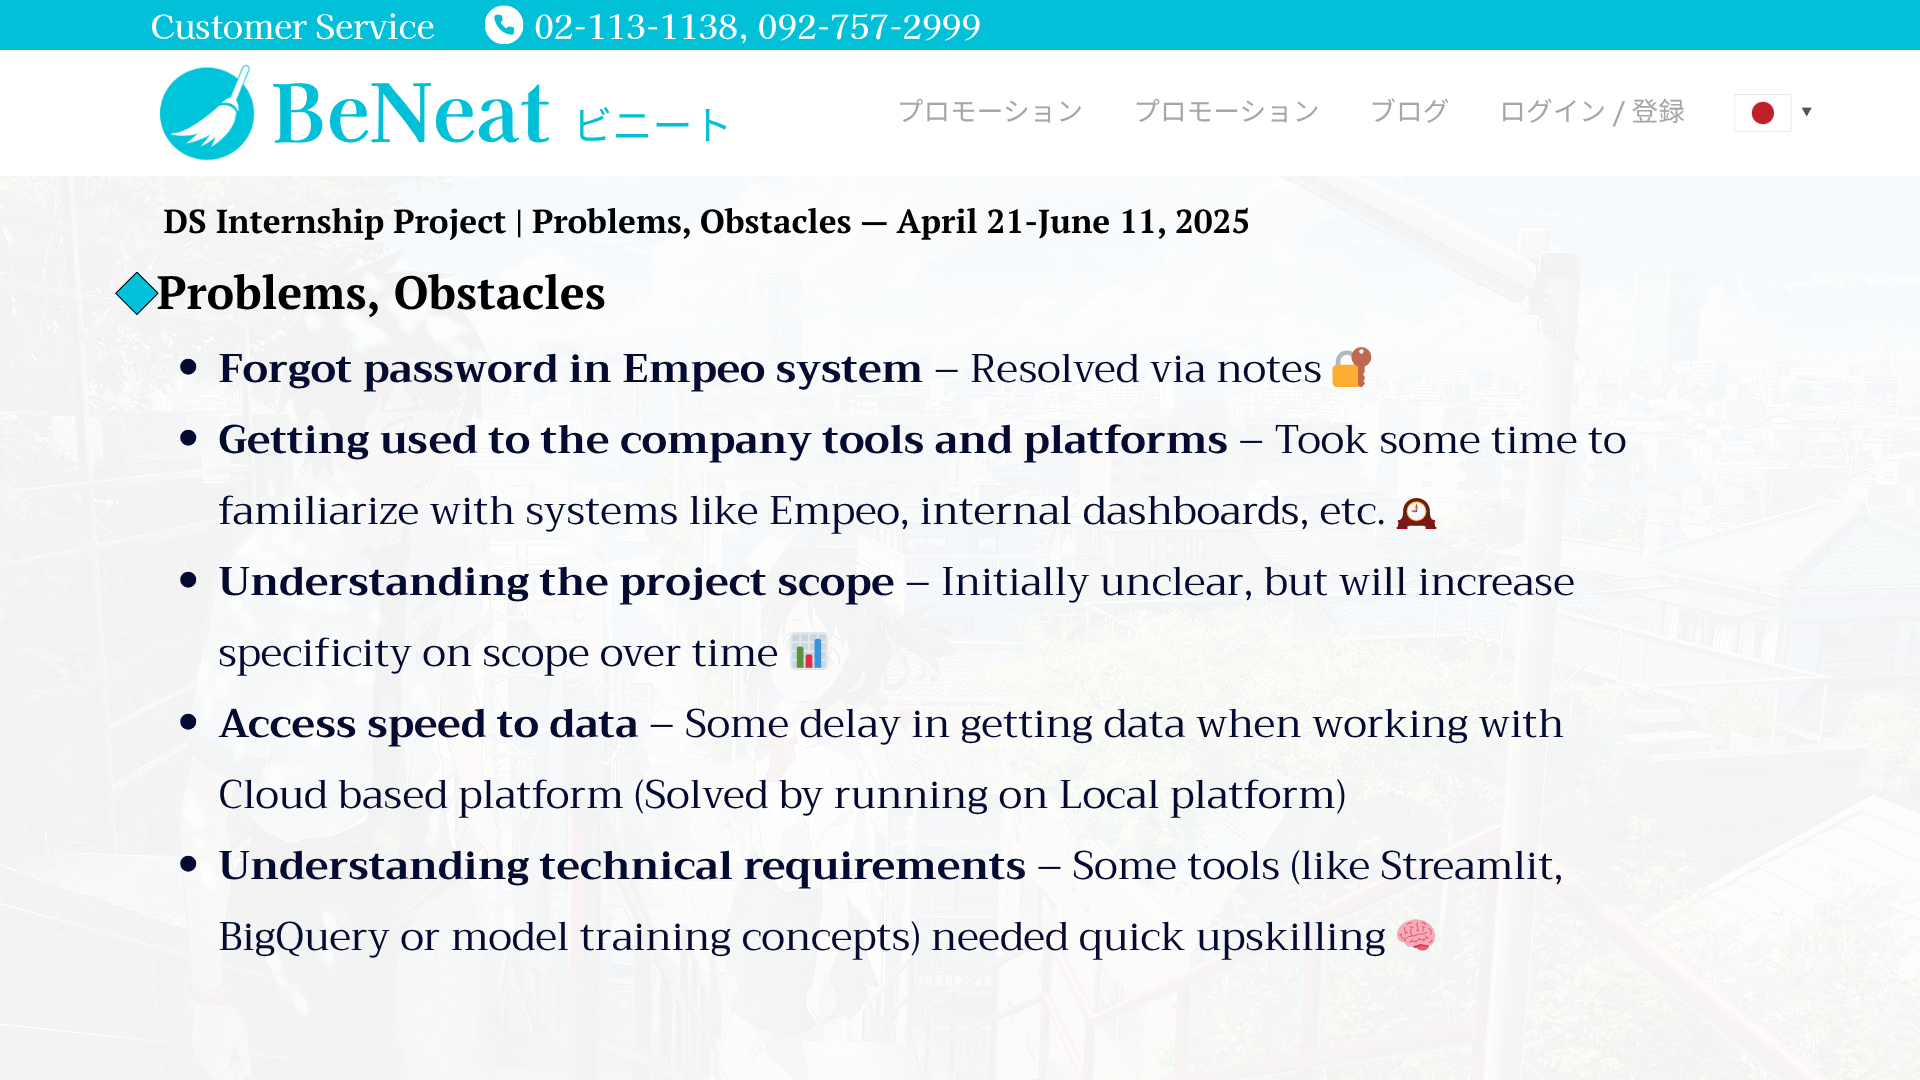 Customer Service 02-113-1138, 092-757-2999
BeNeat ビニート
プロモーション プロモーション ブログ ログイン / 登録
DS Internship Project | Problems, Obstacles — April 21-June 11, 2025
Problems, Obstacles
• Forgot password in Empeo system – Resolved via notes 🔐
• Getting used to the company tools and platforms – Took some time to
familiarize with systems like Empeo, internal dashboards, etc. 🕰️
• Understanding the project scope – Initially unclear, but will increase
specificity on scope over time 📊
• Access speed to data – Some delay in getting data when working with
Cloud based platform (Solved by running on Local platform)
• Understanding technical requirements – Some tools (like Streamlit,
BigQuery or model training concepts) needed quick upskilling 🧠